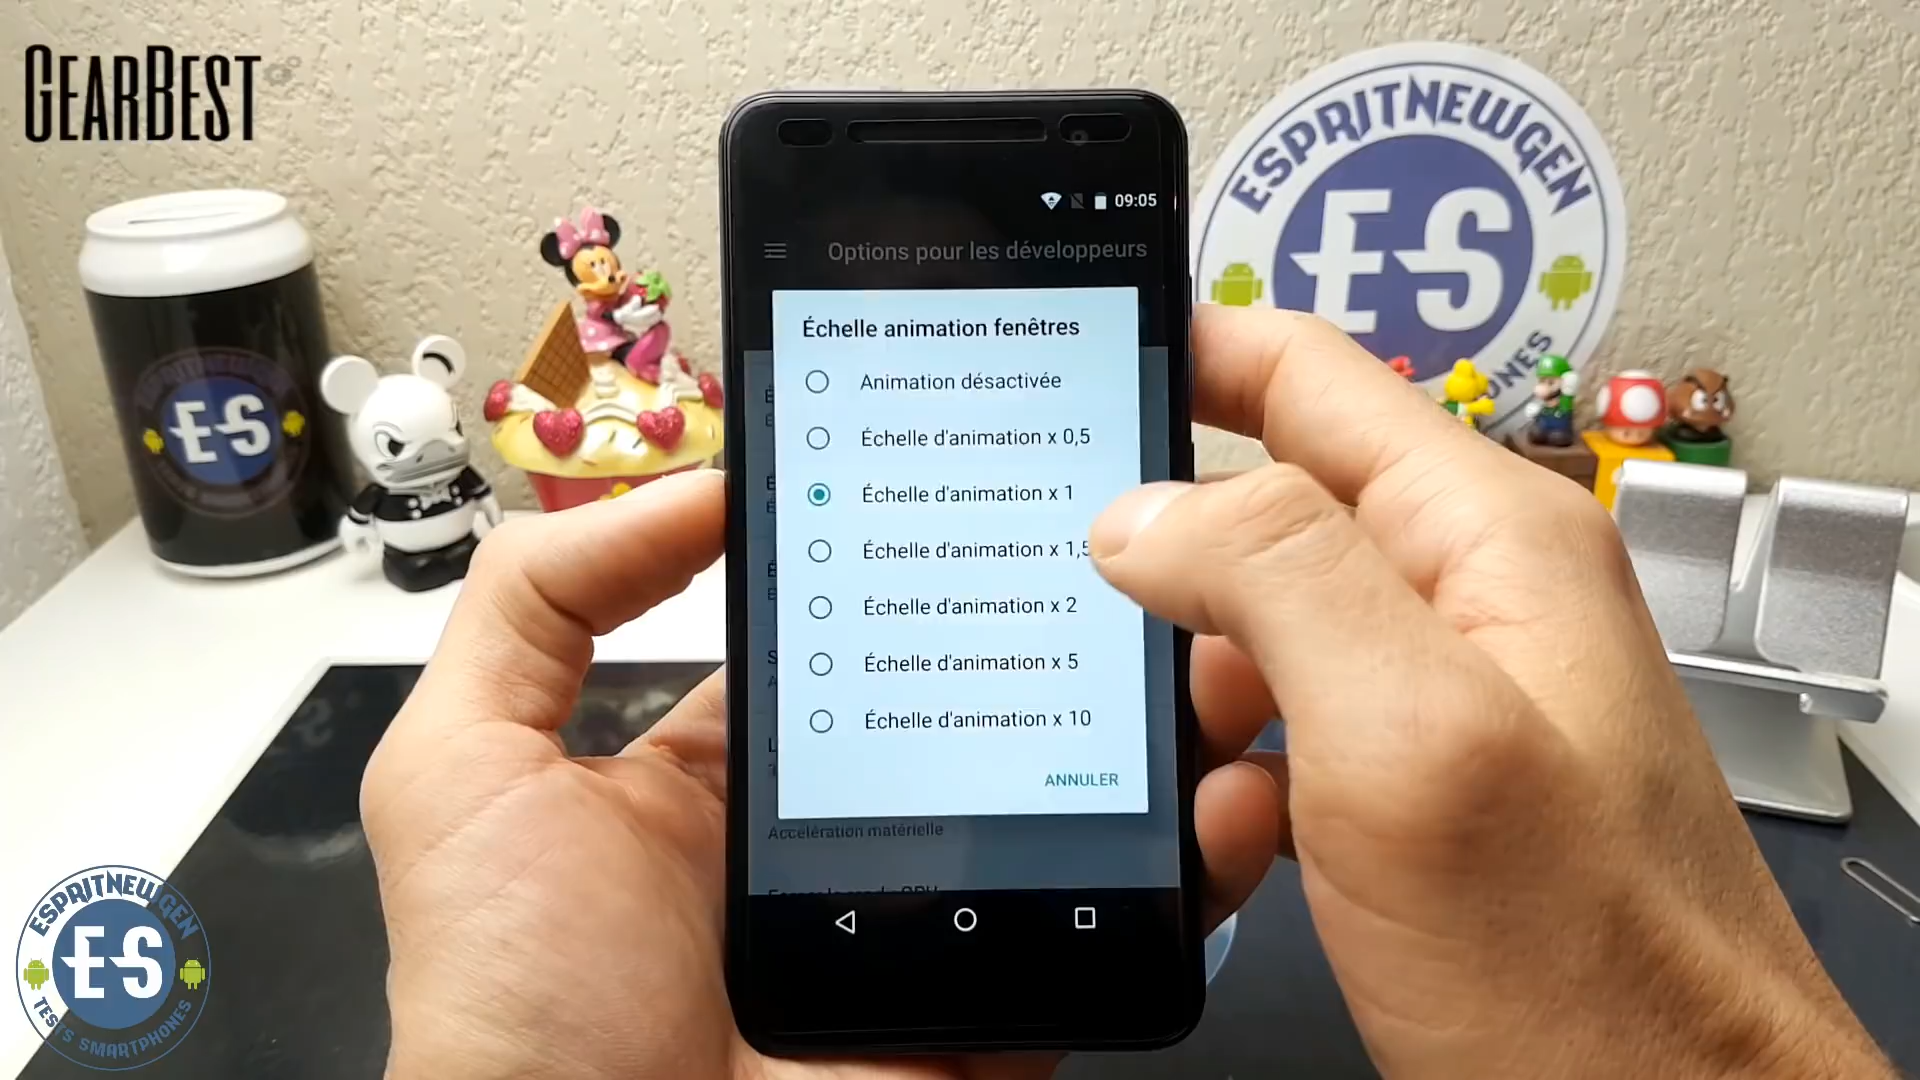 GEARBEST
ESPRITNEWGEN
ES
ES
09:05
Options pour les développeurs
Échelle animation fenêtres
Animation désactivée
Échelle d'animation x 0,5
Échelle d'animation x 1
Échelle d'animation x 1,5
Échelle d'animation x 2
Échelle d'animation x 5
Échelle d'animation x 10
ANNULER
Accélération matérielle
ESPRITNEWGEN
ES
TESTS SMARTPHONES